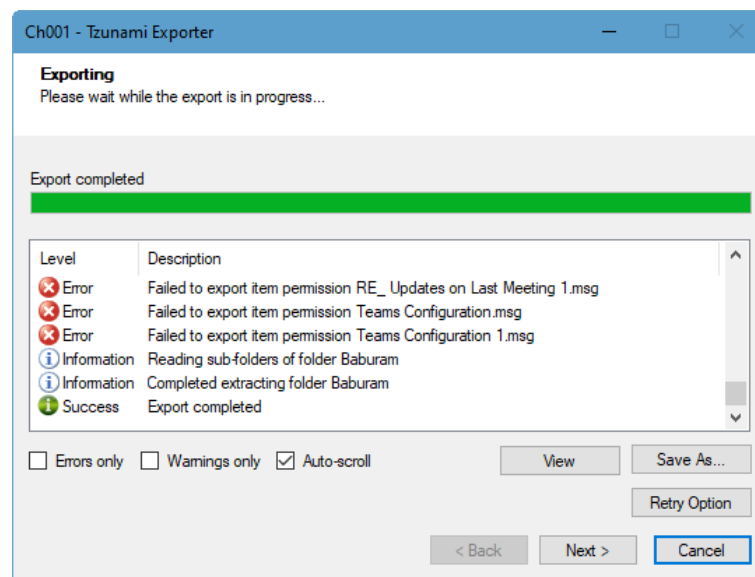 Ch001 - Tzunami Exporter
Exporting
Please wait while the export is in progress...
Export completed
Level Description
Error Failed to export item permission RE_ Updates on Last Meeting 1.msg
Error Failed to export item permission Teams Configuration.msg
Error Failed to export item permission Teams Configuration 1.msg
Information Reading sub-folders of folder Baburam
Information Completed extracting folder Baburam
Success Export completed
Errors only Warnings only Auto-scroll View Save As...
Retry Option
< Back Next > Cancel